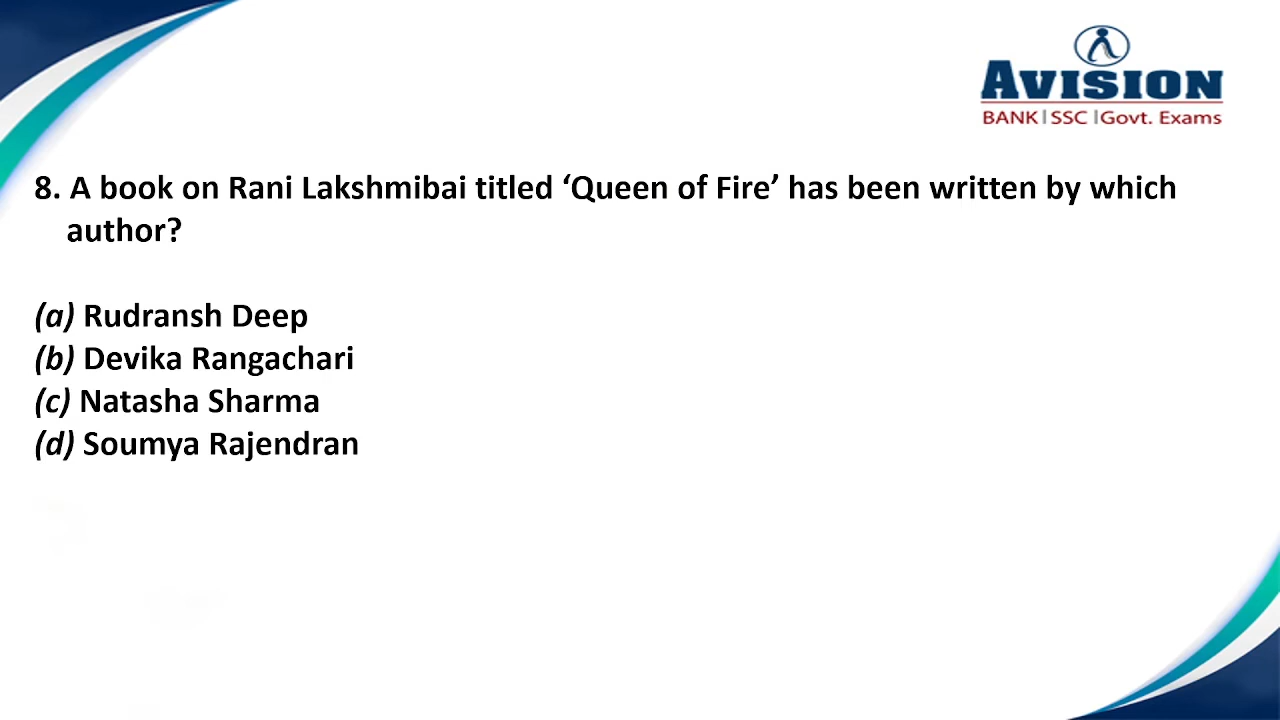 AVISION
BANK|SSC|Govt. Exams
8. A book on Rani Lakshmibai titled ‘Queen of Fire’ has been written by which
author?
(a) Rudransh Deep
(b) Devika Rangachari
(c) Natasha Sharma
(d) Soumya Rajendran